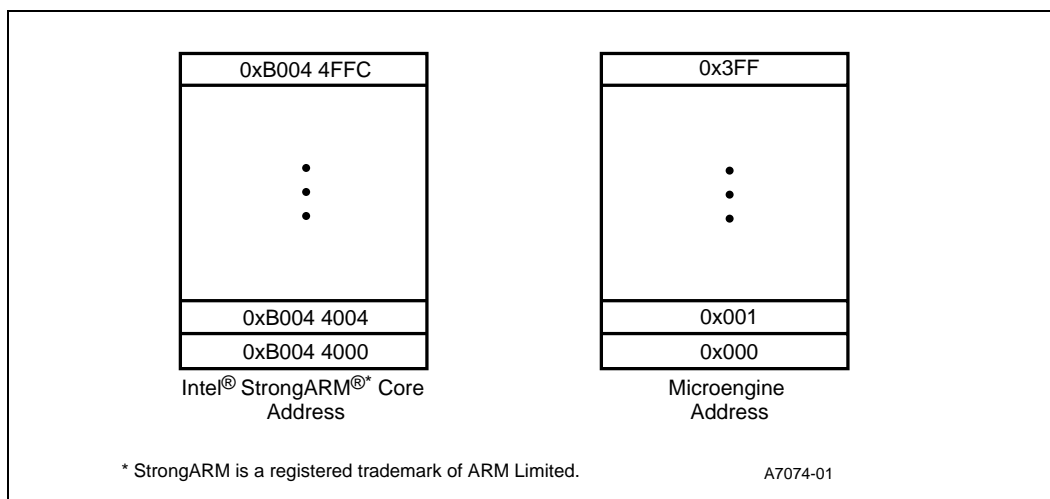 0xB004 4FFC
0x3FF
0xB004 4004
0x001
0xB004 4000
0x000
Intel® StrongARM®* Core
Address
Microengine
Address
* StrongARM is a registered trademark of ARM Limited.
A7074-01